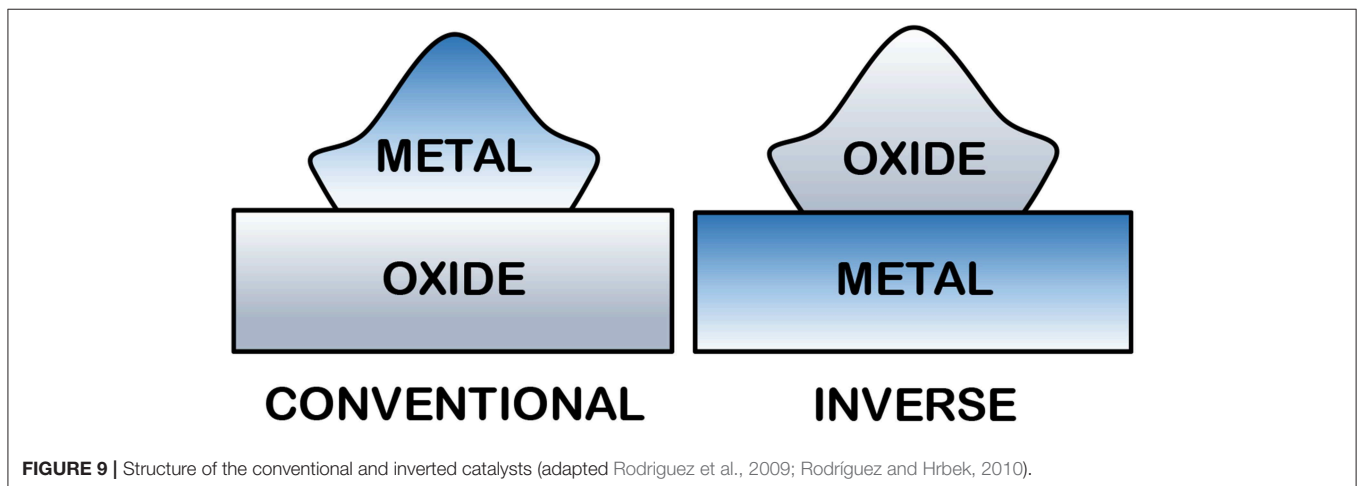 METAL
OXIDE
OXIDE
METAL
CONVENTIONAL
INVERSE
FIGURE 9 | Structure of the conventional and inverted catalysts (adapted Rodriguez et al., 2009; Rodríguez and Hrbek, 2010).